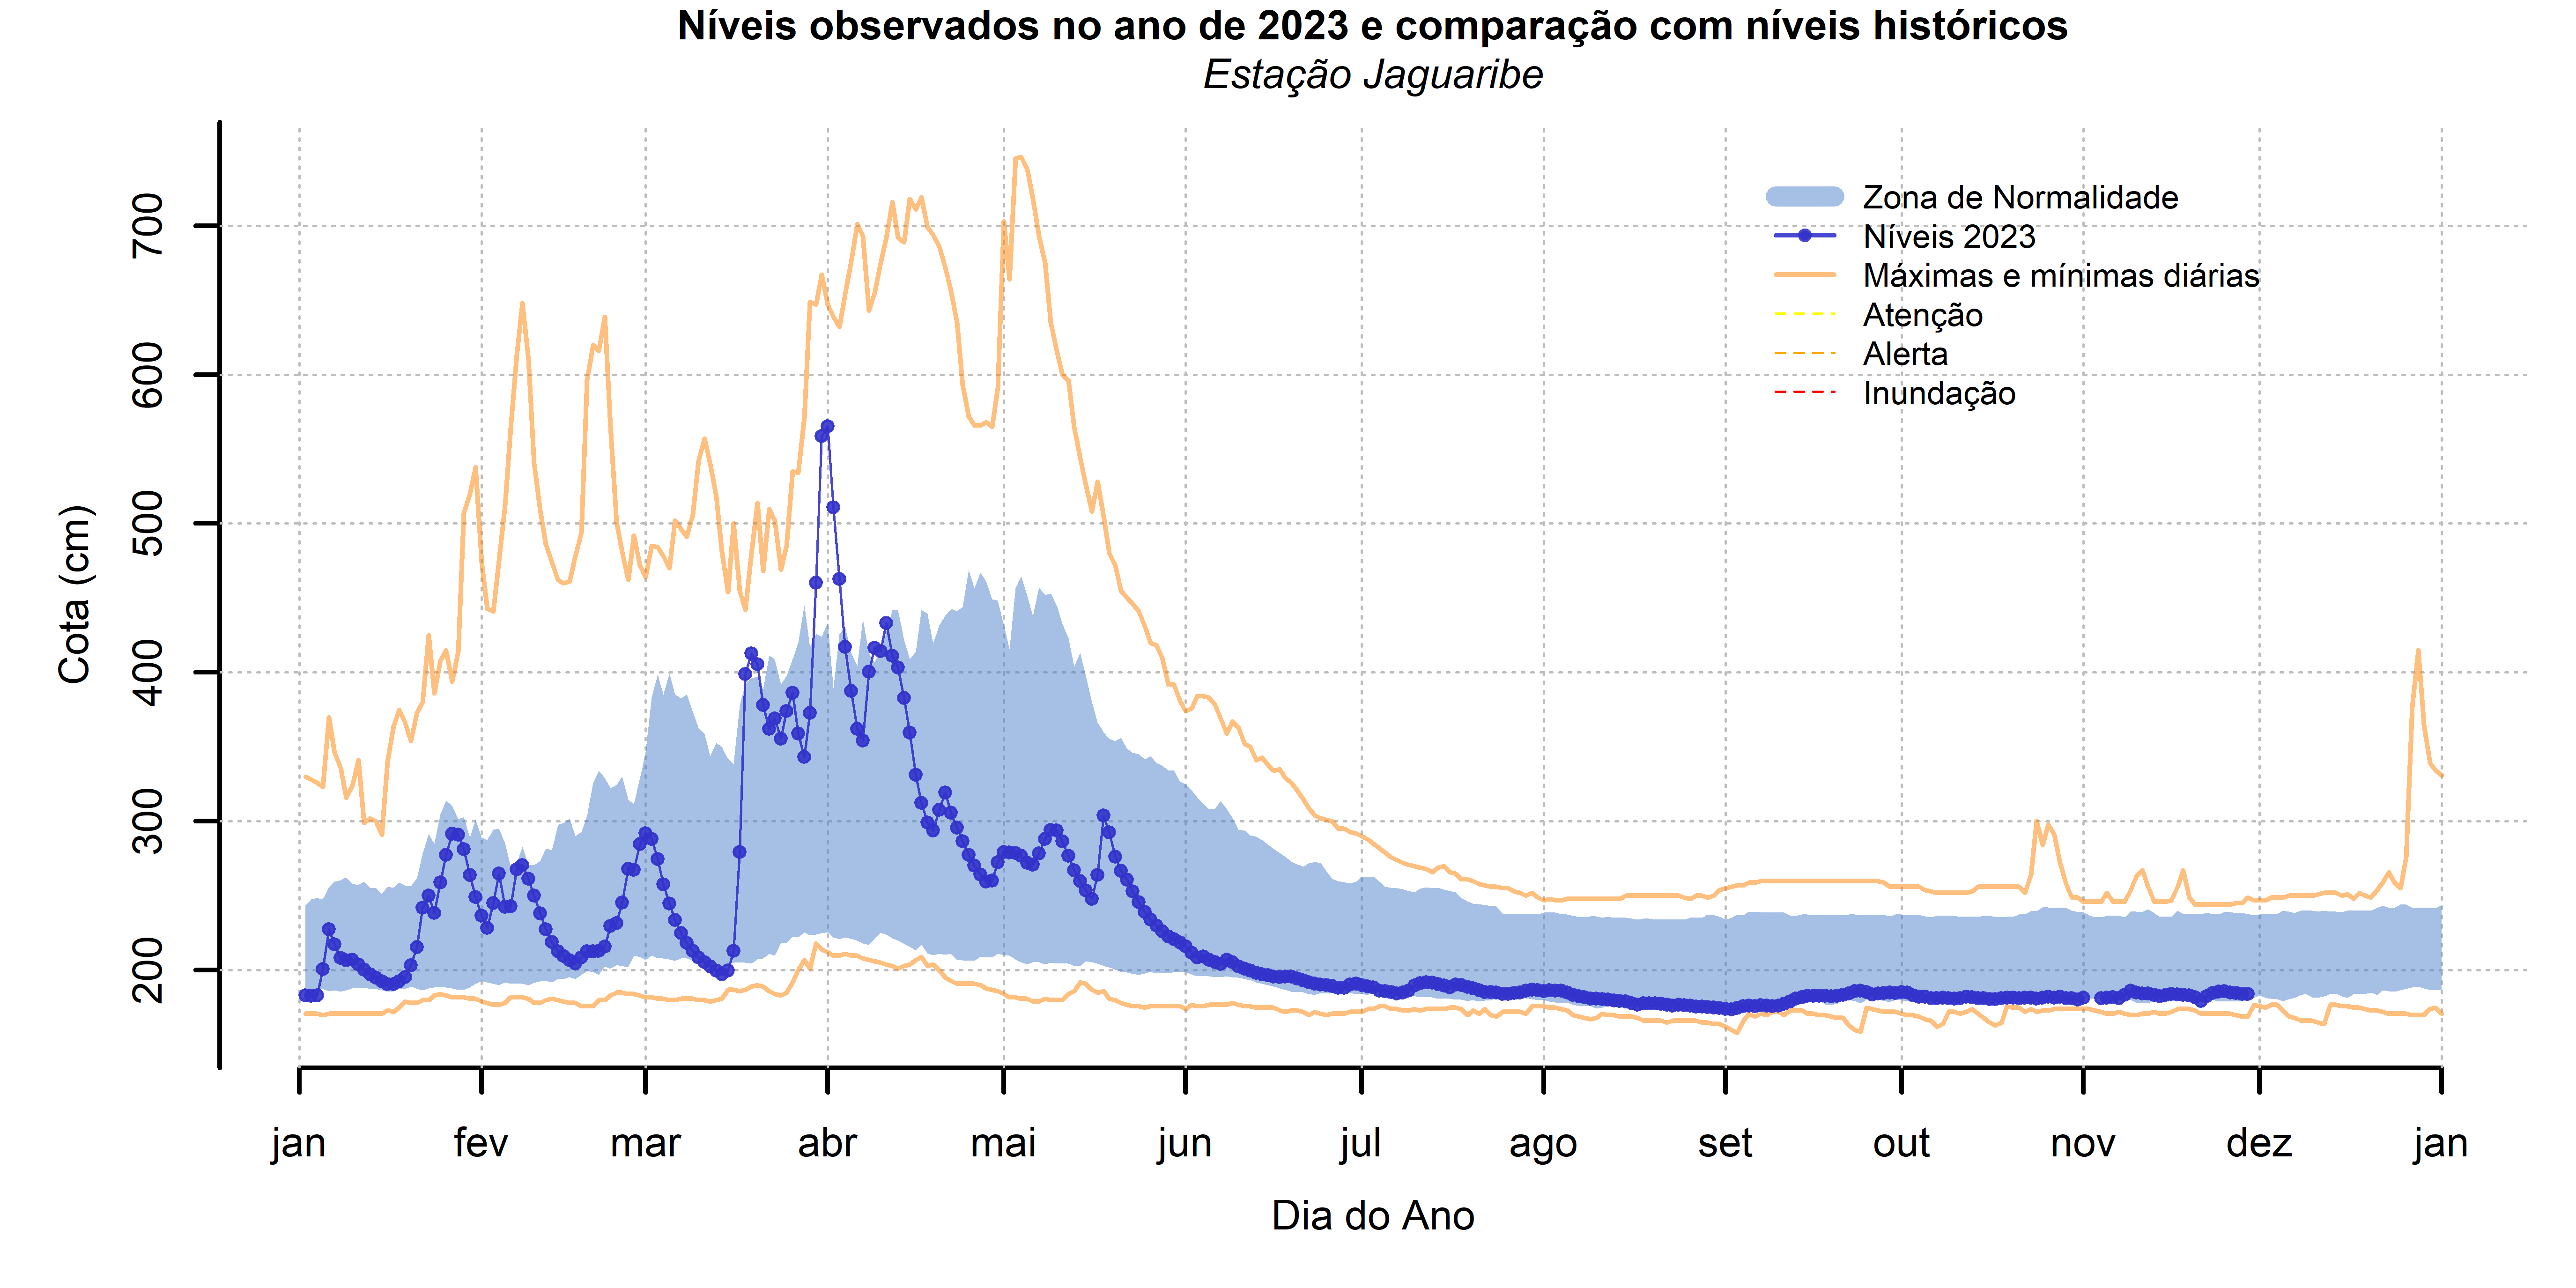 Níveis observados no ano de 2023 e comparação com níveis históricos
Estação Jaguaribe
Cota (cm)
700
600
500
400
300
200
Zona de Normalidade
Níveis 2023
Máximas e mínimas diárias
Atenção
Alerta
Inundação
jan fev mar abr mai jun jul ago set out nov dez jan
Dia do Ano